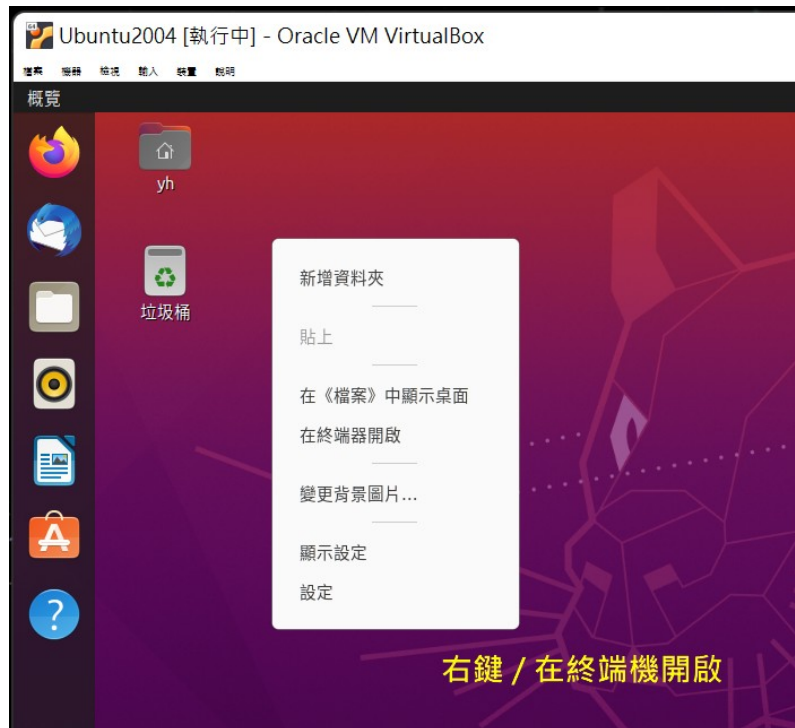 64
Ubuntu2004 [執行中] - Oracle VM VirtualBox
檔案 機器 檢視 輸入 裝置 說明
概覽
yh
垃圾桶
新增資料夾
貼上
在《檔案》中顯示桌面
在終端器開啟
變更背景圖片...
顯示設定
設定
右鍵 / 在終端機開啟